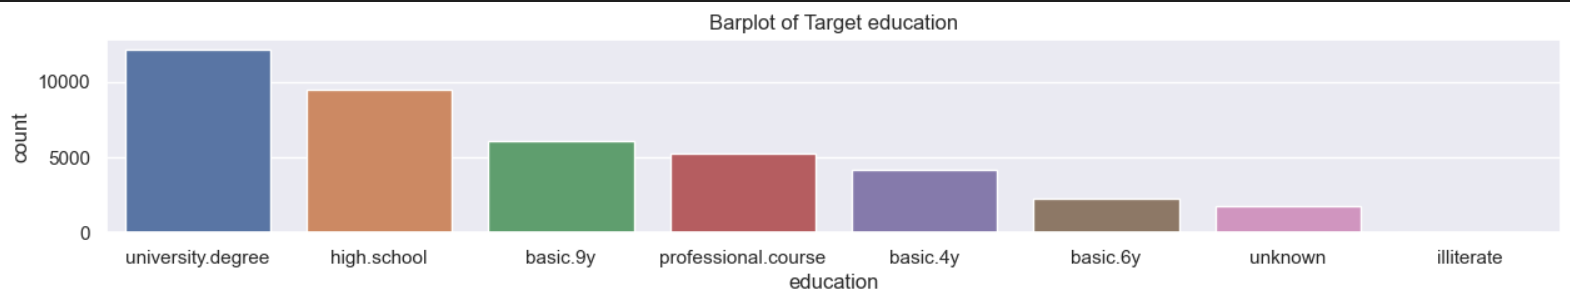 Barplot of Target education
10000
5000
0
count
university.degree high.school basic.9y professional.course basic.4y basic.6y unknown illiterate
education